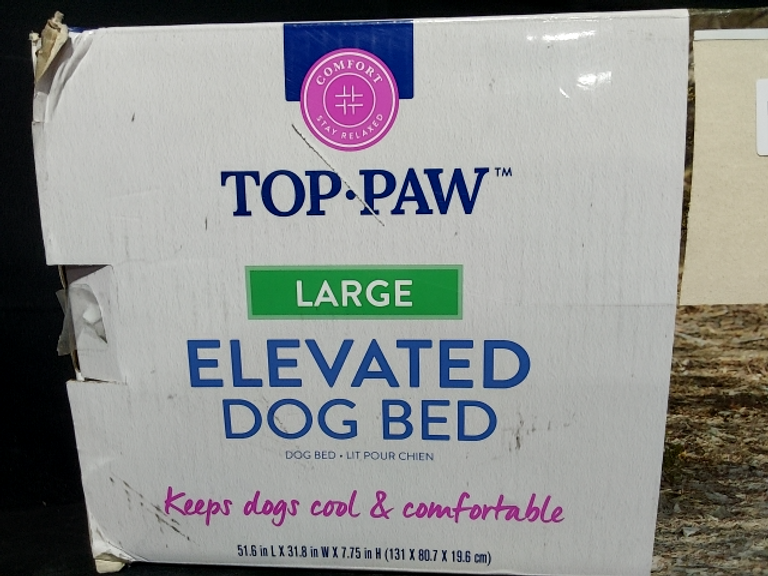 COMFORT
STAY RELAXED
TOP•PAW™
LARGE
ELEVATED
DOG BED
DOG BED • LIT POUR CHIEN
Keeps dogs cool & comfortable
51.6 in L X 31.8 in W X 7.75 in H (131 X 80.7 X 19.6 cm)